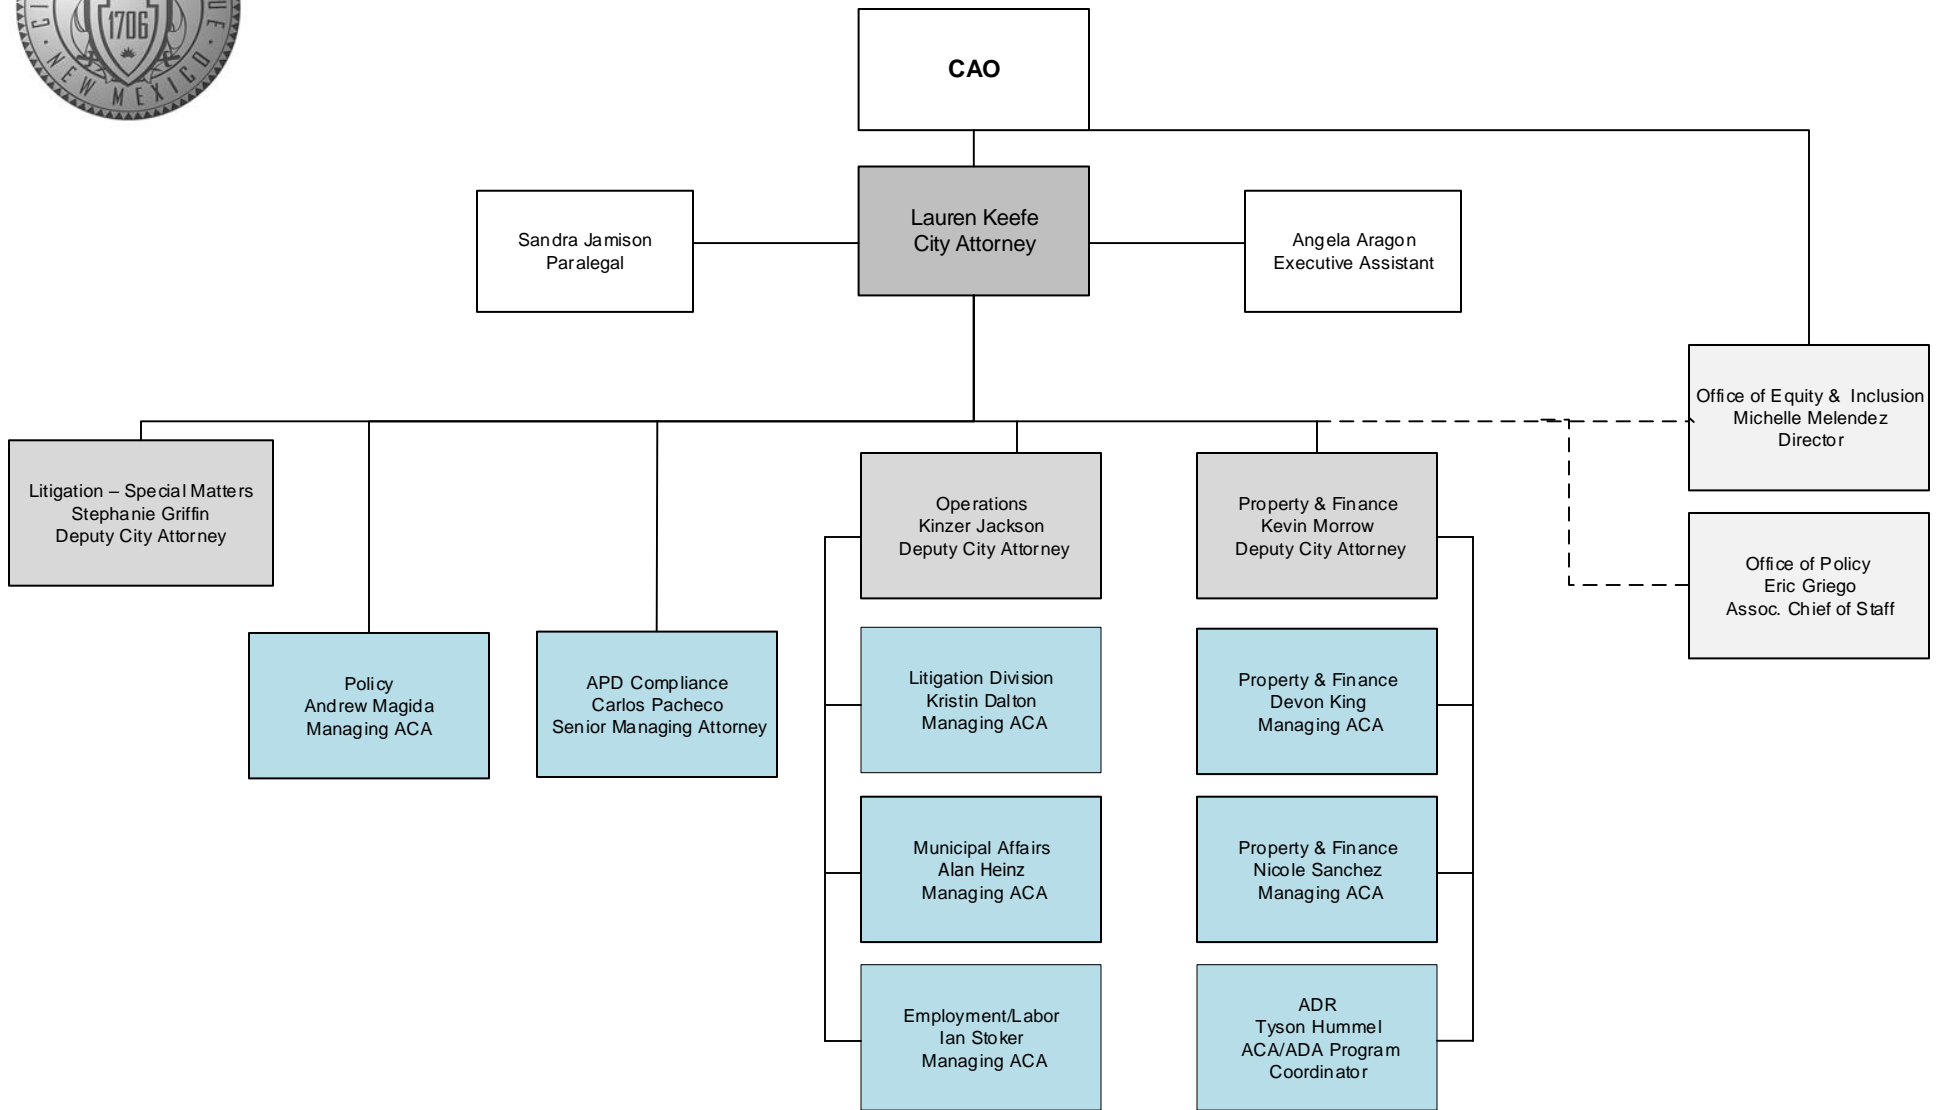 1706
NEW MEXICO
CAO
Lauren Keefe
City Attorney
Sandra Jamison
Paralegal
Angela Aragon
Executive Assistant
Office of Equity & Inclusion
Michelle Melendez
Director
Litigation – Special Matters
Stephanie Griffin
Deputy City Attorney
Operations
Kinzer Jackson
Deputy City Attorney
Property & Finance
Kevin Morrow
Deputy City Attorney
Office of Policy
Eric Griego
Assoc. Chief of Staff
Policy
Andrew Magida
Managing ACA
APD Compliance
Carlos Pacheco
Senior Managing Attorney
Litigation Division
Kristin Dalton
Managing ACA
Property & Finance
Devon King
Managing ACA
Municipal Affairs
Alan Heinz
Managing ACA
Property & Finance
Nicole Sanchez
Managing ACA
Employment/Labor
Ian Stoker
Managing ACA
ADR
Tyson Hummel
ACA/ADA Program
Coordinator